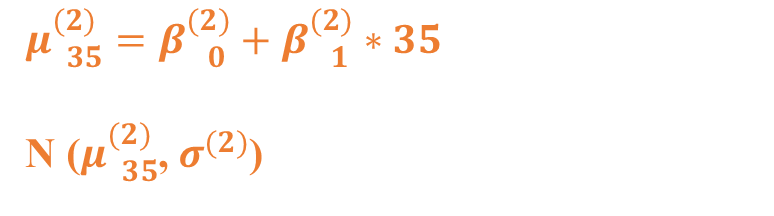 μ^{(2)}_{35} = β^{(2)}_{0} + β^{(2)}_{1} * 35
N (μ^{(2)}_{35}, σ^{(2)})